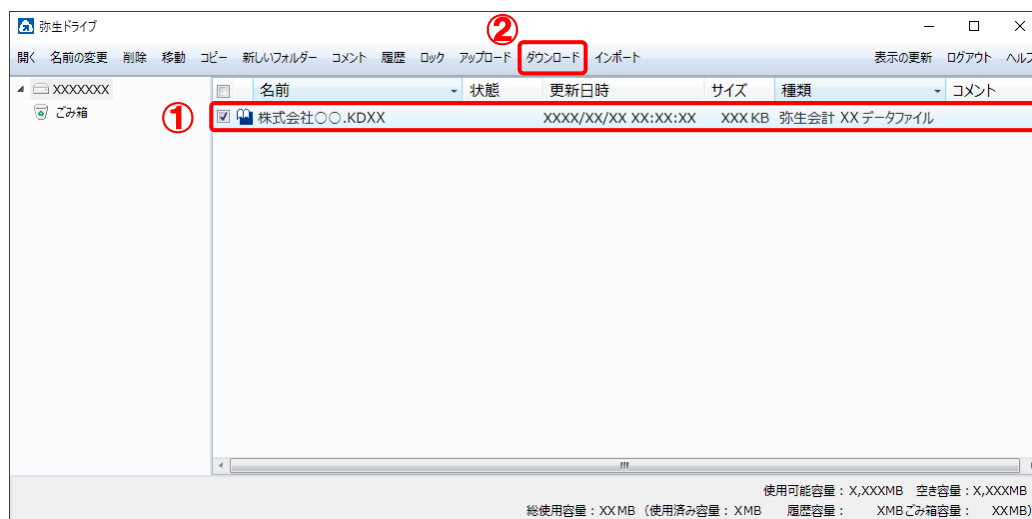 弥生ドライブ
②
開く 名前の変更 削除 移動 コピー 新しいフォルダー コメント 履歴 ロック アップロード ダウンロード インポート 表示の更新 ログアウト ヘルプ
XXXXXXX
ごみ箱
名前 状態 更新日時 サイズ 種類 コメント
① 株式会社〇〇.KDXX XXXX/XX/XX XX:XX:XX XXX KB 弥生会計 XX データファイル
使用可能容量：X,XXXMB 空き容量：X,XXXMB
総使用容量：XXMB（使用済み容量：XMB 履歴容量： XMBごみ箱容量： XXMB）